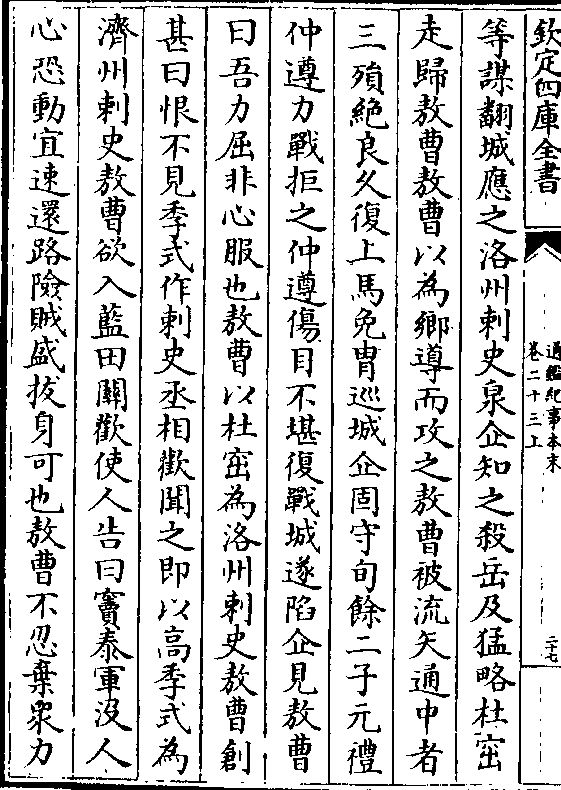 欽定四庫全書
通鑑紀事本末
卷二十三上
二十七
等謀翻城應之洛州刺史泉企知之殺岳及猛略杜窋
走歸敖曹敖曹以為鄉導而攻之敖曹被流矢通中者
三殞絶良久復上馬免胄巡城企固守旬餘二子元禮
仲遵力戰拒之仲遵傷目不堪復戰城遂陷企見敖曹
曰吾力屈非心服也敖曹以杜窋為洛州刺史敖曹創
甚曰恨不見季式作刺史丞相歡聞之即以高季式為
濟州刺史敖曹欲入藍田關歡使人告曰竇泰軍没人
心恐動宜速還路險賊盛拔身可也敖曹不忍棄衆力